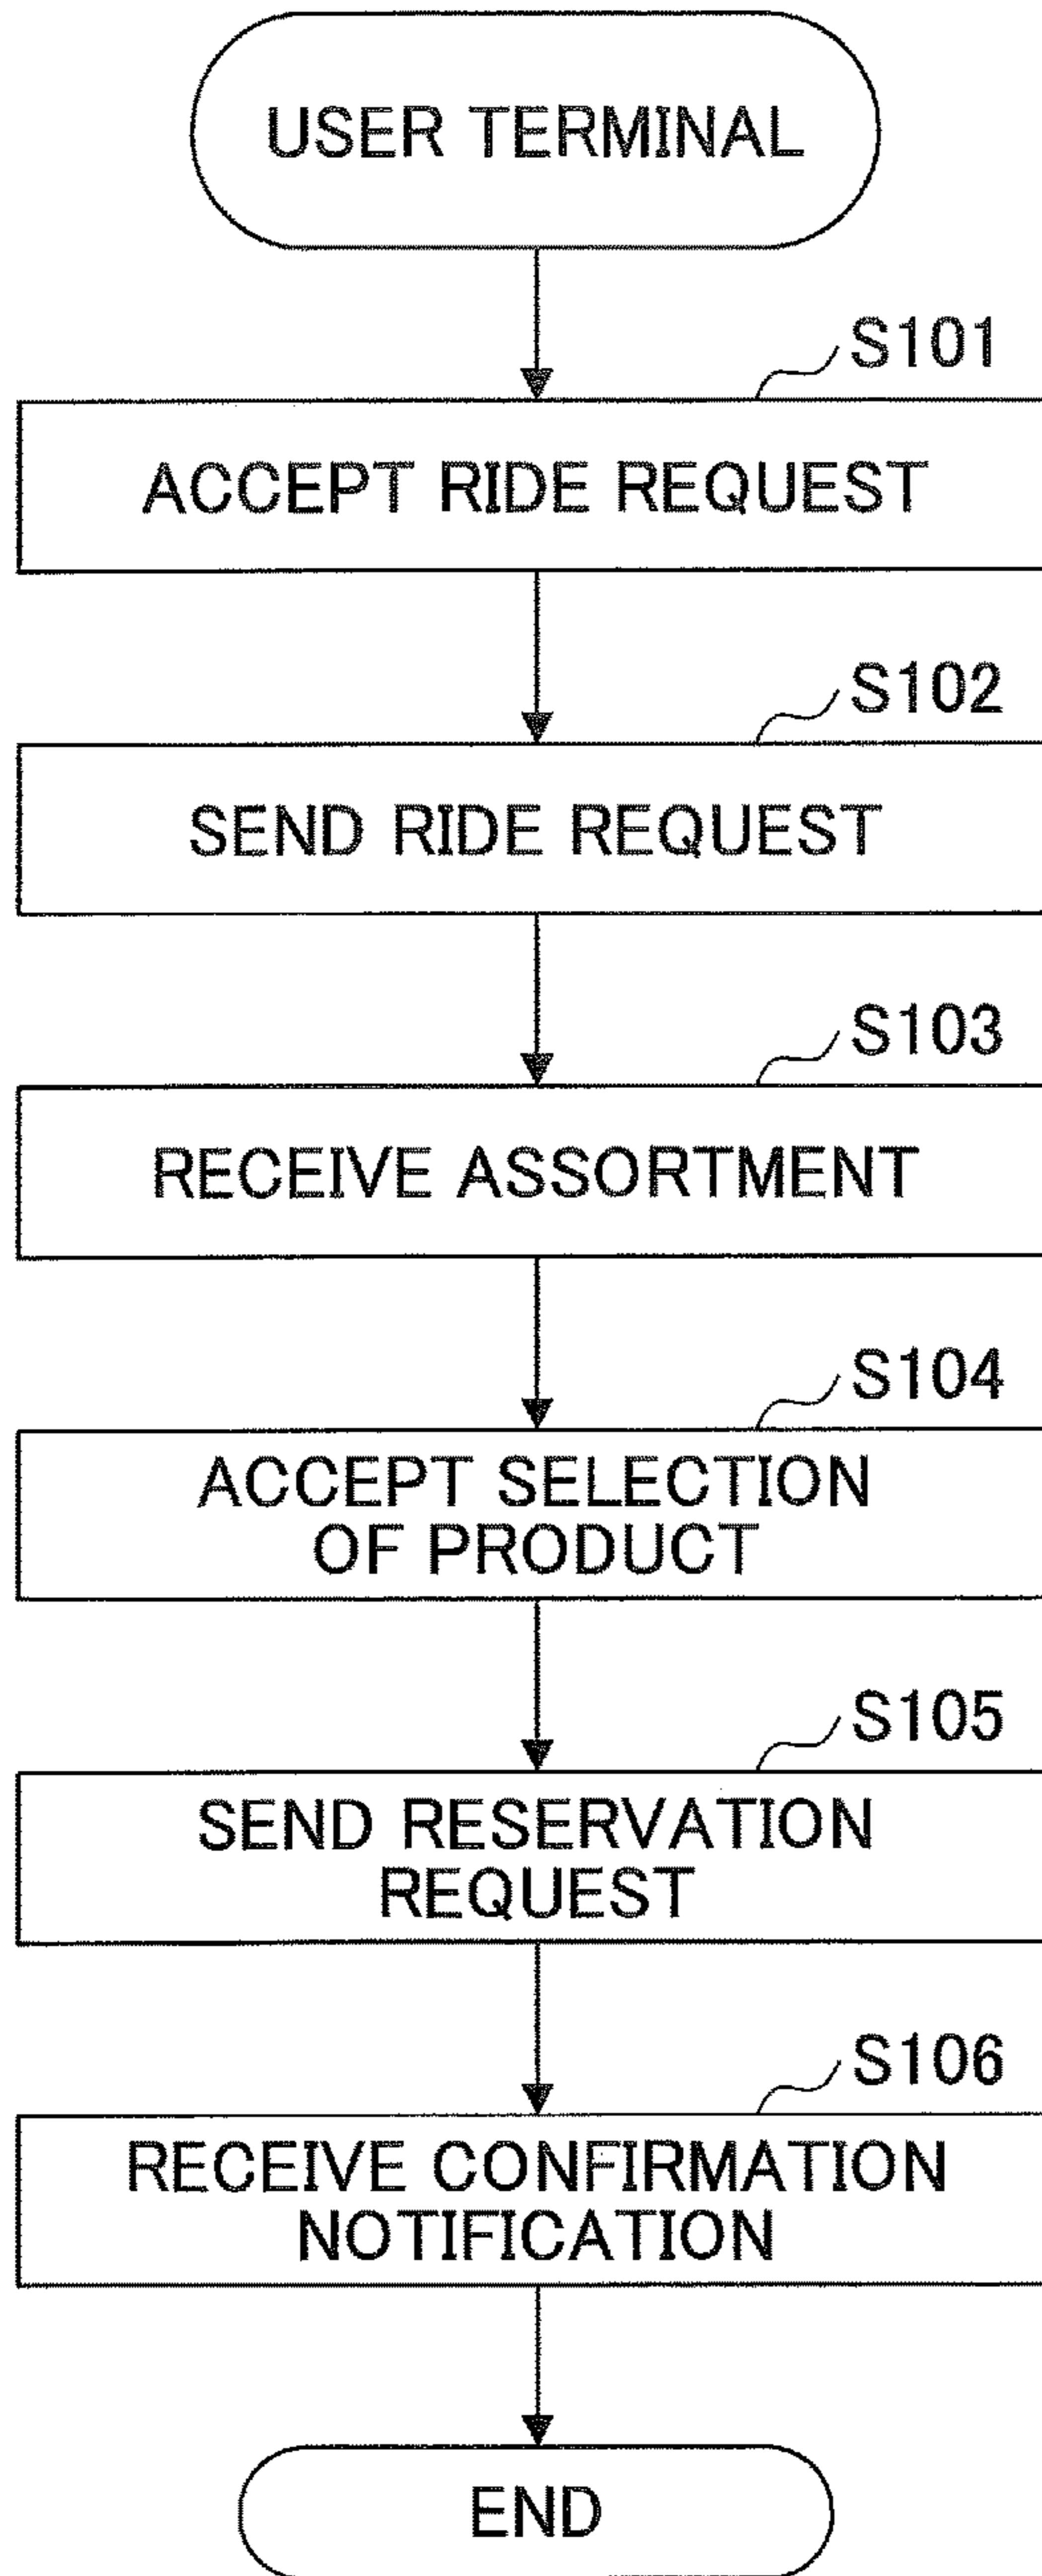 USER TERMINAL
S101
ACCEPT RIDE REQUEST
S102
SEND RIDE REQUEST
S103
RECEIVE ASSORTMENT
S104
ACCEPT SELECTION
OF PRODUCT
S105
SEND RESERVATION
REQUEST
S106
RECEIVE CONFIRMATION
NOTIFICATION
END